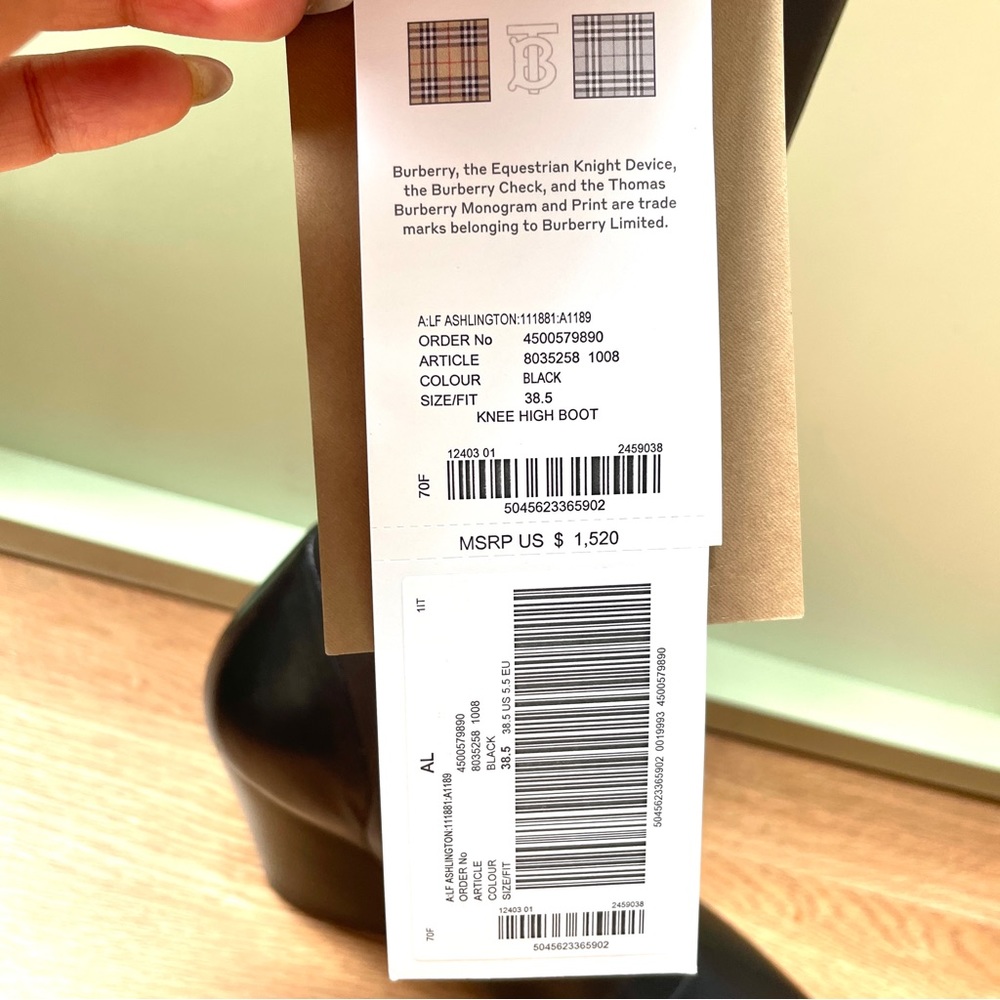 TB
Burberry, the Equestrian Knight Device,
the Burberry Check, and the Thomas
Burberry Monogram and Print are trade
marks belonging to Burberry Limited.
A:LF ASHLINGTON:111881:A1189
ORDER No 4500579890
ARTICLE 8035258 1008
COLOUR BLACK
SIZE/FIT 38.5
KNEE HIGH BOOT
12403 01 2459038
70F
5045623365902
MSRP US $ 1,520
1IT
AL
A:LF ASHLINGTON:111881:A1189
ORDER No 4500579890
ARTICLE 8035258 1008
COLOUR BLACK
SIZE/FIT 38.5 38.5 US 5.5 EU
5045623365902 0019993 4500579890
70F
12403 01 2459038
5045623365902